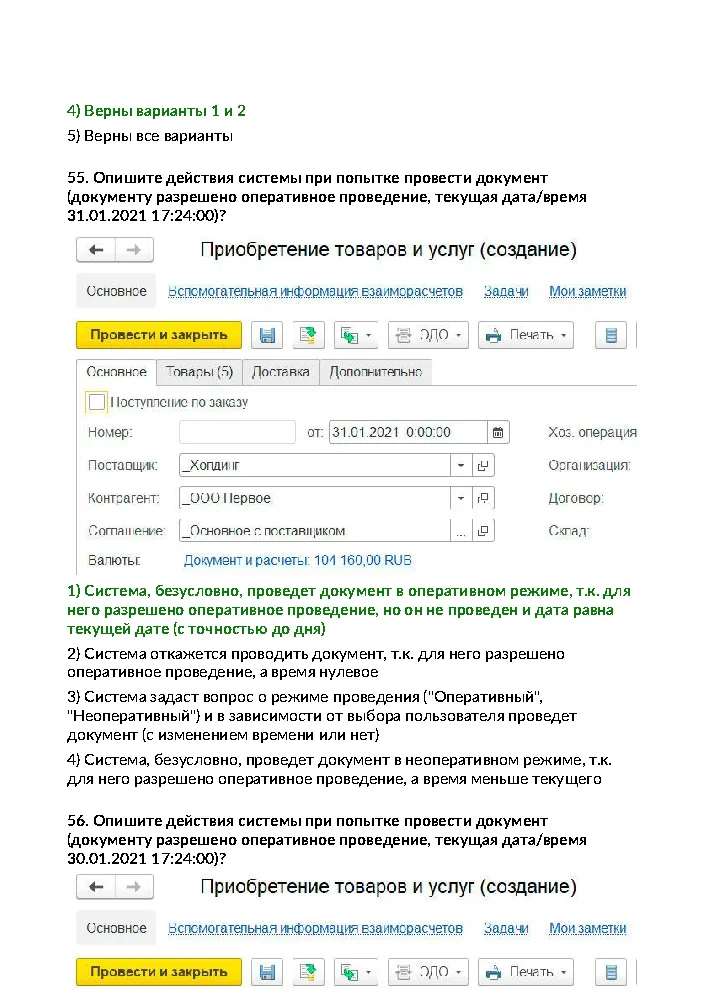 4) Верны варианты 1 и 2
5) Верны все варианты
55. Опишите действия системы при попытке провести документ
(документу разрешено оперативное проведение, текущая дата/время
31.01.2021 17:24:00)?
Приобретение товаров и услуг (создание)
Основное Вспомогательная информация взаиморасчетов Задачи Мои заметки
Провести и закрыть ЭДО Печать
Основное Товары (5) Доставка Дополнительно
Поступление по заказу
Номер: от: 31.01.2021 0:00:00 Хоз. операция
Поставщик: _Холдинг Организация:
Контрагент: _ООО Первое Договор:
Соглашение: _Основное с поставщиком ... Склад:
Валюты: Документ и расчеты: 104 160,00 RUB
1) Система, безусловно, проведет документ в оперативном режиме, т.к. для
него разрешено оперативное проведение, но он не проведен и дата равна
текущей дате (с точностью до дня)
2) Система откажется проводить документ, т.к. для него разрешено
оперативное проведение, а время нулевое
3) Система задаст вопрос о режиме проведения ("Оперативный",
"Неоперативный") и в зависимости от выбора пользователя проведет
документ (с изменением времени или нет)
4) Система, безусловно, проведет документ в неоперативном режиме, т.к.
для него разрешено оперативное проведение, а время меньше текущего
56. Опишите действия системы при попытке провести документ
(документу разрешено оперативное проведение, текущая дата/время
30.01.2021 17:24:00)?
Приобретение товаров и услуг (создание)
Основное Вспомогательная информация взаиморасчетов Задачи Мои заметки
Провести и закрыть ЭДО Печать